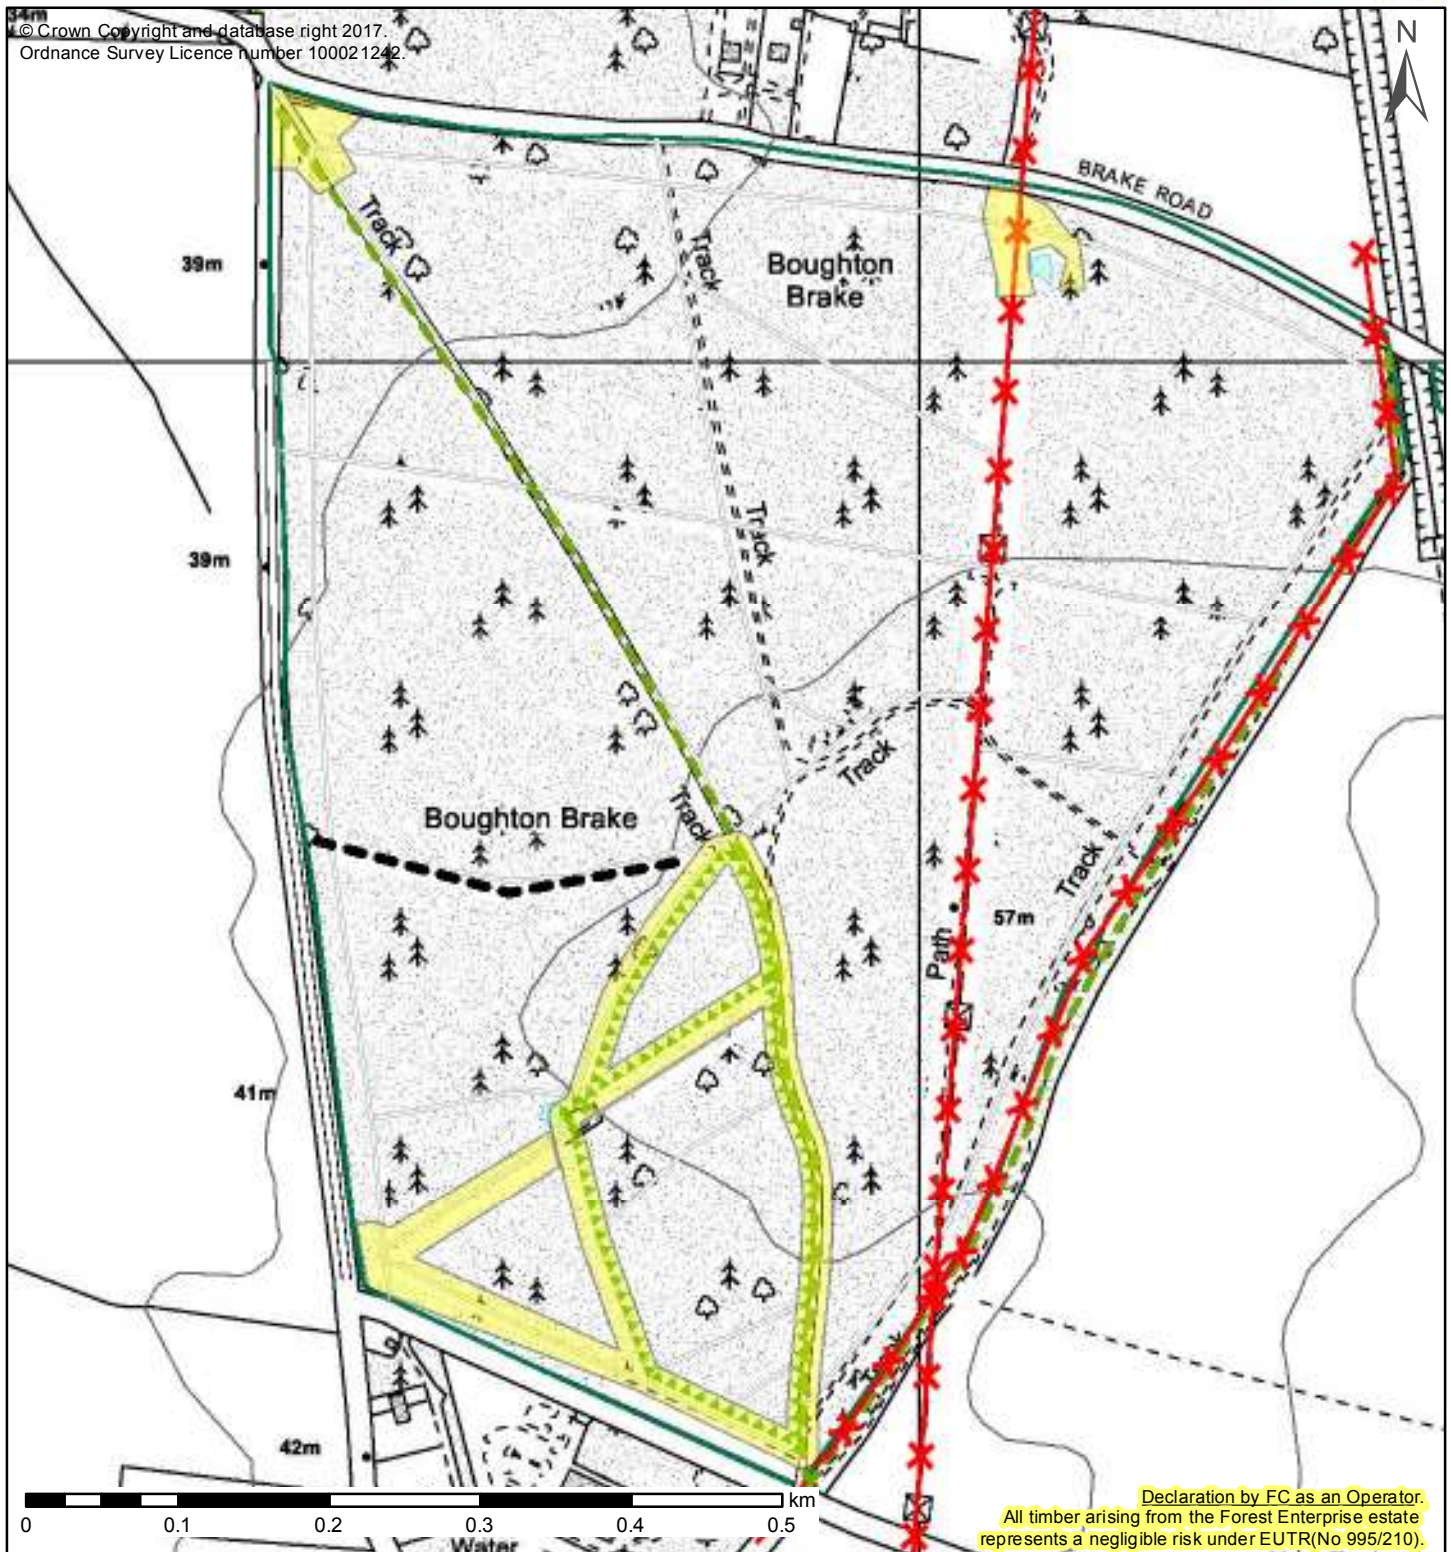 34m
© Crown Copyright and database right 2017.
Ordnance Survey Licence number 100021242.
N
BRAKE ROAD
Track
39m
Track
Boughton
Brake
Track
39m
Track
Track
Boughton Brake
Track
57m
Path
41m
42m
km
0 0.1 0.2 0.3 0.4 0.5
Water
Declaration by FC as an Operator.
All timber arising from the Forest Enterprise estate
represents a negligible risk under EUTR(No 995/210).